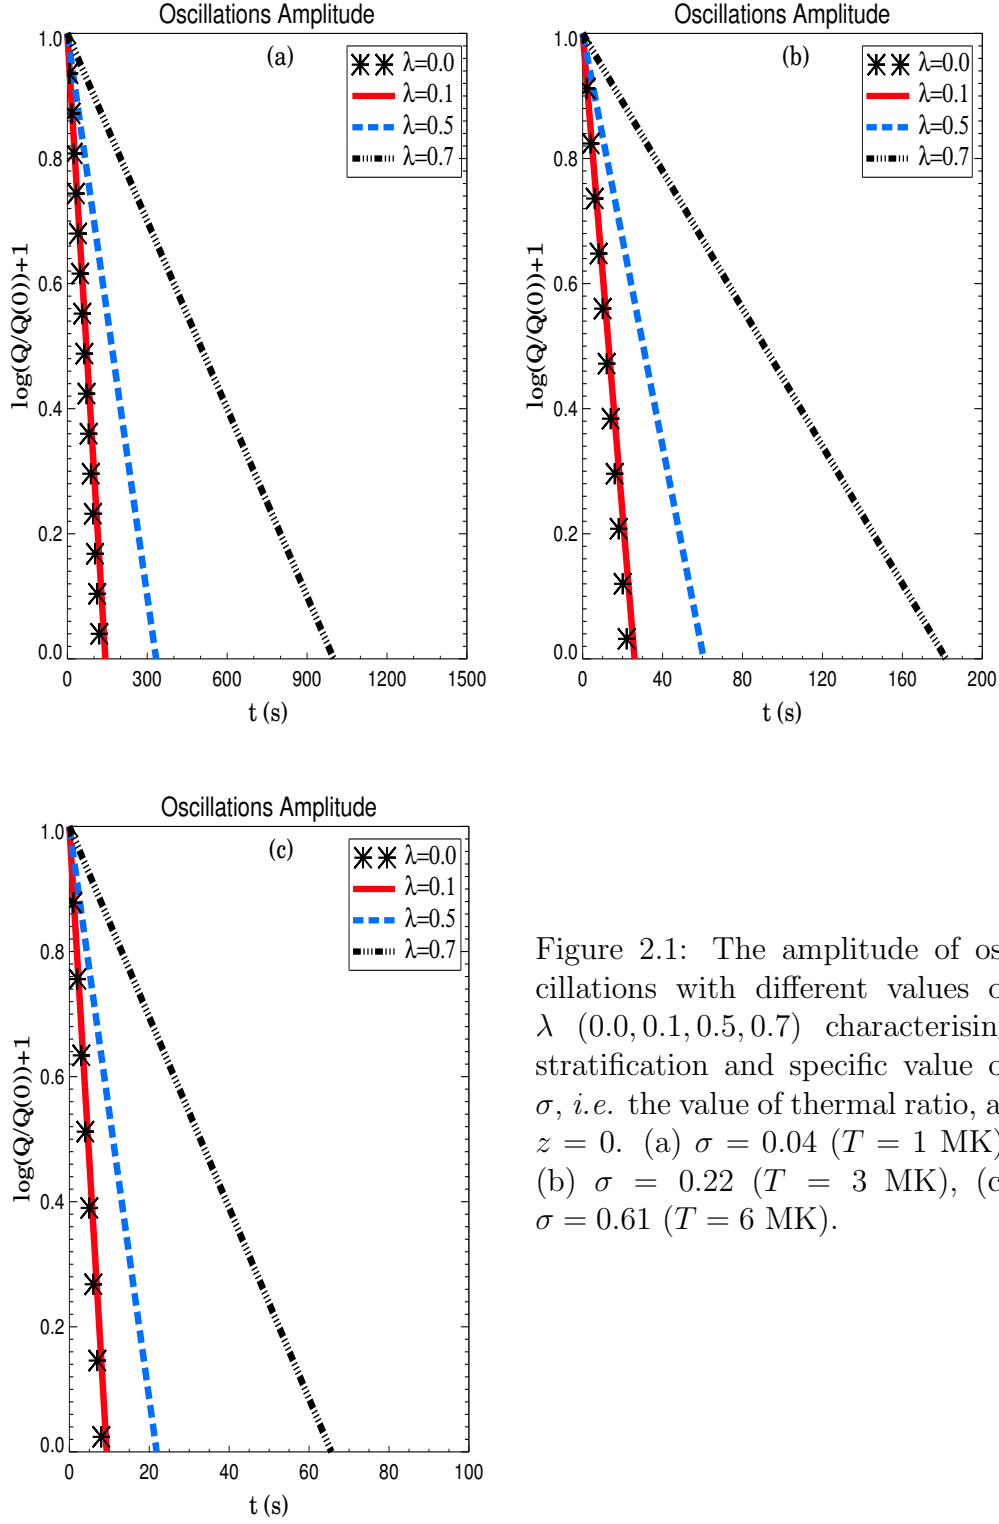 Oscillations Amplitude
(a)
λ=0.0
λ=0.1
λ=0.5
λ=0.7
1.0
0.8
0.6
0.4
0.2
0.0
log(Q/Q(0))+1
0 300 600 900 1200 1500
t (s)
Oscillations Amplitude
(b)
λ=0.0
λ=0.1
λ=0.5
λ=0.7
1.0
0.8
0.6
0.4
0.2
0.0
log(Q/Q(0))+1
0 40 80 120 160 200
t (s)
Oscillations Amplitude
(c)
λ=0.0
λ=0.1
λ=0.5
λ=0.7
1.0
0.8
0.6
0.4
0.2
0.0
log(Q/Q(0))+1
0 20 40 60 80 100
t (s)
Figure 2.1: The amplitude of os
cillations with different values o
λ (0.0, 0.1, 0.5, 0.7) characterisin
stratification and specific value o
σ, i.e. the value of thermal ratio, a
z = 0. (a) σ = 0.04 (T = 1 MK)
(b) σ = 0.22 (T = 3 MK), (c
σ = 0.61 (T = 6 MK).